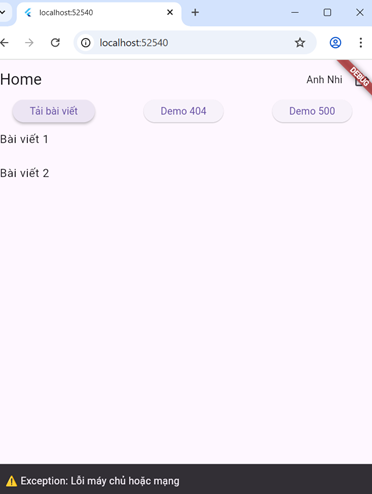 localhost:52540
localhost:52540
Home
Anh Nhi
DEBUG
Tải bài viết
Demo 404
Demo 500
Bài viết 1
Bài viết 2
⚠️ Exception: Lỗi máy chủ hoặc mạng